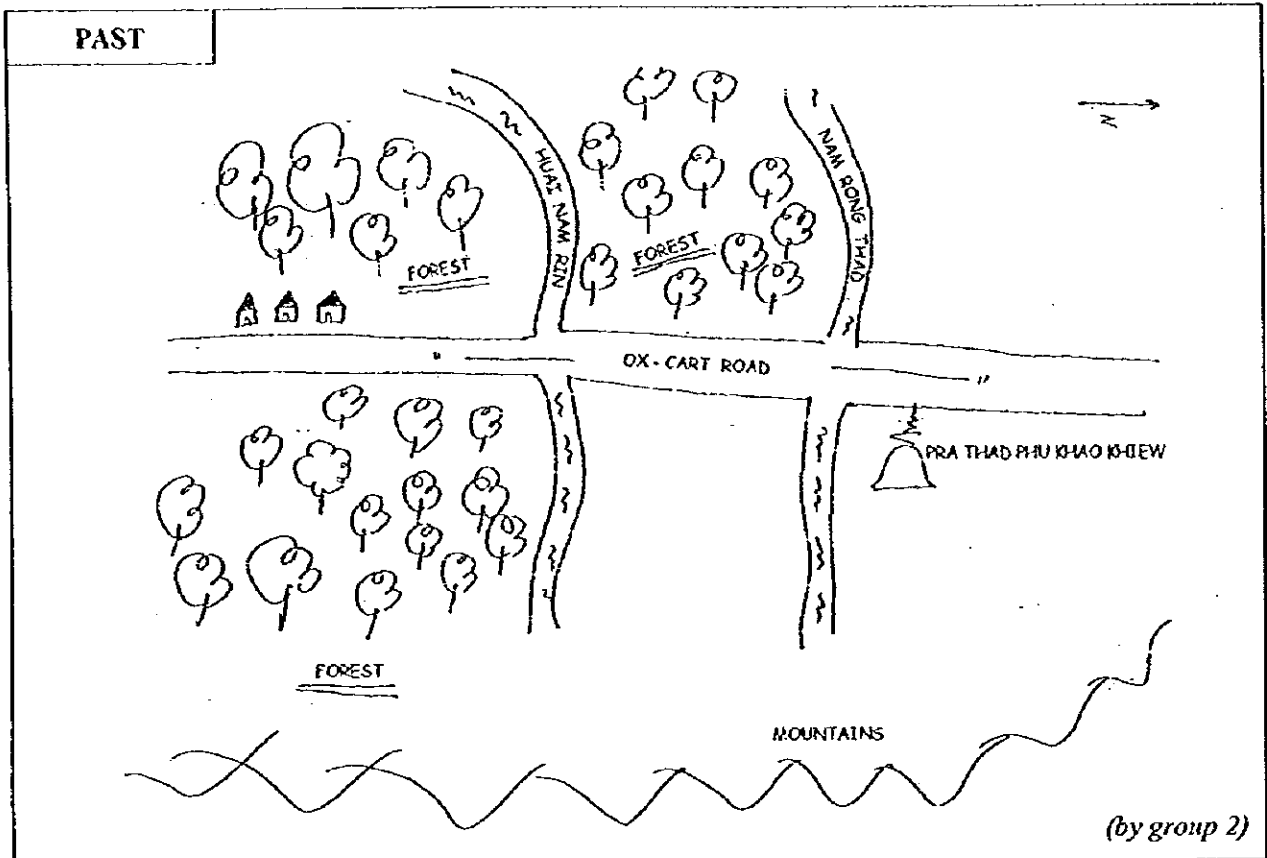 PAST
N
HUAI NAM RIN
NAM RONG THAD
FOREST
FOREST
OX-CART ROAD
PRA THAD PHU KHAO KHIEW
FOREST
MOUNTAINS
(by group 2)